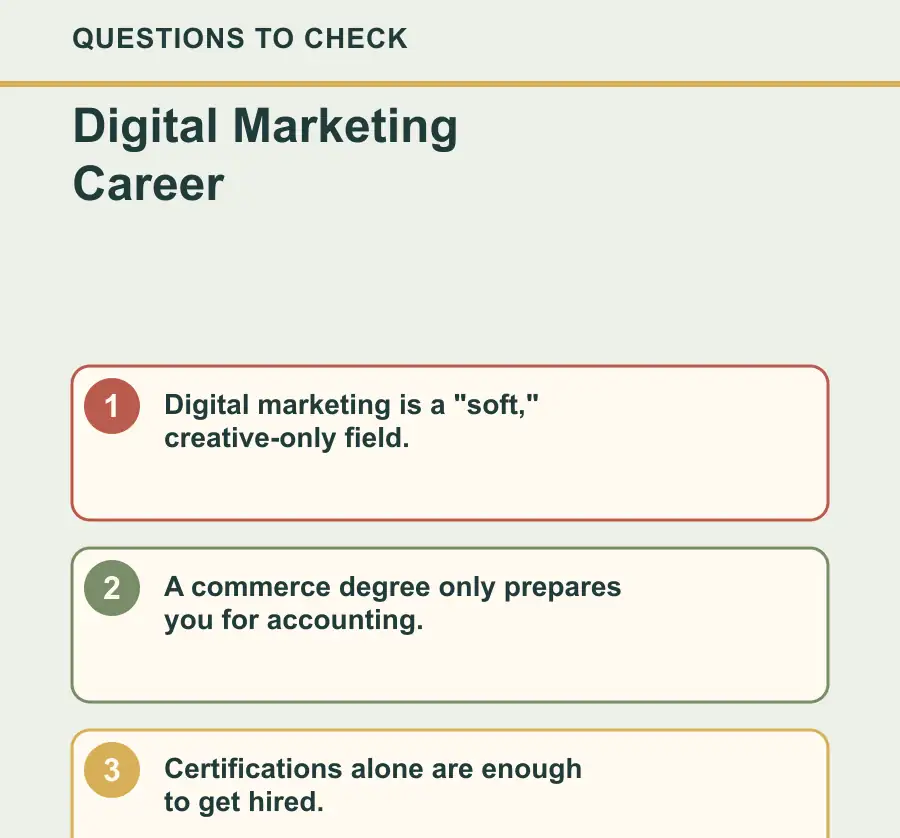 QUESTIONS TO CHECK
Digital Marketing
Career
1
Digital marketing is a "soft,"
creative-only field.
2
A commerce degree only prepares
you for accounting.
3
Certifications alone are enough
to get hired.